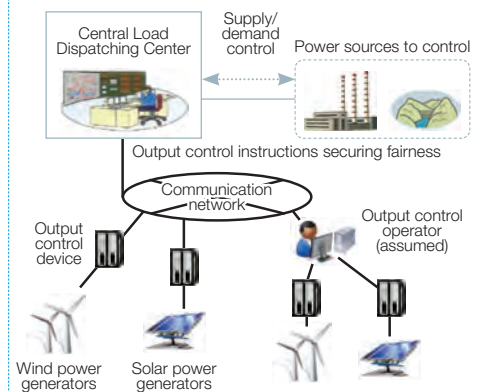 Central Load
Dispatching Center
Supply/
demand
control
Power sources to control
Output control instructions securing fairness
Communication
network
Output
control
device
Output control
operator
(assumed)
Wind power
generators
Solar power
generators